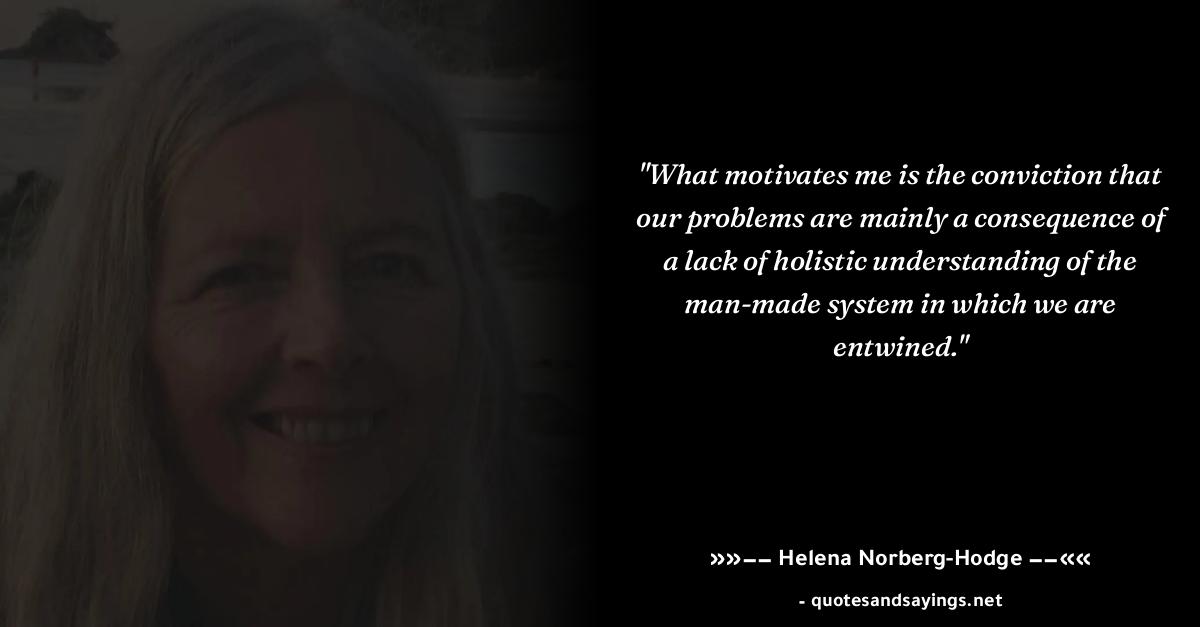 "What motivates me is the conviction that
our problems are mainly a consequence of
a lack of holistic understanding of the
man-made system in which we are
entwined."
»»−− Helena Norberg-Hodge −−««
- quotesandsayings.net